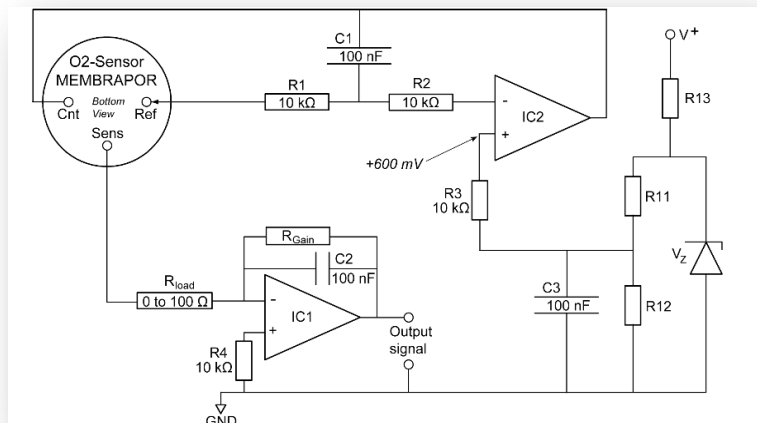 C1
100 nF
V+
O2-Sensor
MEMBRAPOR
Bottom
View
Cnt
Ref
Sens
R1
10 kΩ
R2
10 kΩ
-
+
IC2
R13
+600 mV
R3
10 kΩ
R11
RGain
C2
100 nF
VZ
Rload
0 to 100 Ω
C3
100 nF
R12
-
+
IC1
Output
signal
R4
10 kΩ
GND